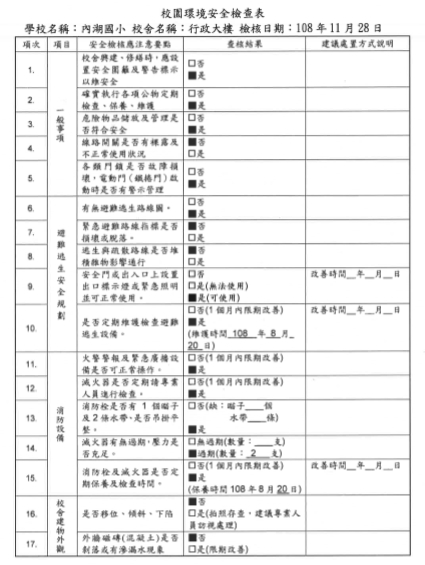 校園環境安全檢查表
學校名稱：內湖國小 校舍名稱：行政大樓 檢核日期：108 年 11 月 28 日
項次 項目 安全檢核應注意要點 查核結果 建議處置方式說明
一般事項
1. 校舍興建、修繕時，應設置安全圍籬及警告標示以維安全 □否 ■是
2. 確實執行各項公物定期檢查、保養、維護 □否 ■是
3. 危險物品儲放及管理是否符合安全 □否 ■是
4. 線路開關是否有裸露及不正常使用狀況 ■否 □是
5. 各類門鎖是否故障損壞，電動門（鐵捲門）啟動時是否有警示管理 □否 ■是
避難逃生安全規劃
6. 有無避難逃生路線圖。 □否 ■是
7. 緊急避難路線指標是否損壞或脫落。 ■否 □是
8. 逃生與疏散路線是否堆積雜物影響通行 ■否 □是
9. 安全門或出入口上設置出口標示燈或緊急照明並可正常使用。 □否 □是(無法使用) ■是(可使用) 改善時間__年__月__日
10. 是否定期維護檢查避難逃生設備。 □否(1 個月內限期改善) ■是 (維護時間 108 年 8 月 20 日) 改善時間__年__月__日
消防設備
11. 火警警報及緊急廣播設備是否可正常操作。 □否(1 個月內限期改善) ■是
12. 滅火器是否定期請專業人員進行檢查。 □否(1 個月內限期改善) ■是
13. 消防栓是否有 1 個瞄子及 2 條水帶、是否吊掛平整。 □否(缺：瞄子___個 水帶___條) ■是
14. 滅火器有無過期，壓力是否充足。 □無過期(數量：___支) ■過期(數量：_2_支)
15. 消防栓及滅火器是否定期保養及檢查時間。 □否(1 個月內限期改善) ■是 (保養時間 108 年 8 月 20 日) 改善時間__年__月__日
校舍建物外觀
16. 是否移位、傾斜、下陷 ■否 □是(拍照存查，建議專業人員訪視處理)
17. 外牆磁磚(混凝土)是否剝落或有滲漏水現象 ■否 □是(限期改善)